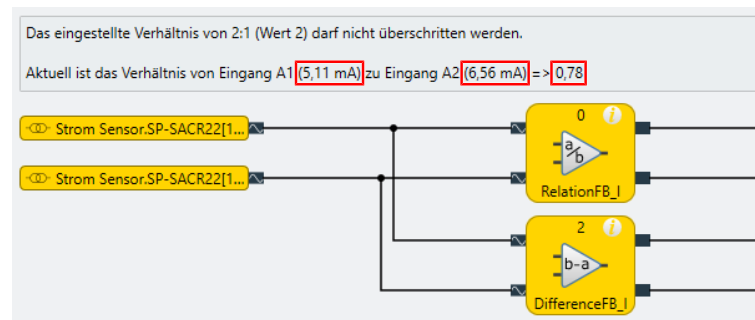 Das eingestellte Verhältnis von 2:1 (Wert 2) darf nicht überschritten werden.
Aktuell ist das Verhältnis von Eingang A1 (5,11 mA) zu Eingang A2 (6,56 mA) => 0,78
Strom Sensor.SP-SACR22[1...
Strom Sensor.SP-SACR22[1...
0 i
a/b
RelationFB_I
2 i
b-a
DifferenceFB_I